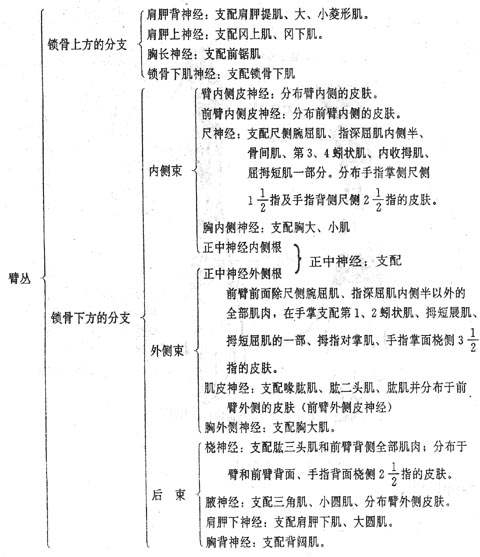 肩胛背神经：支配肩胛提肌、大、小菱形肌。
肩胛上神经：支配冈上肌、冈下肌。
锁骨上方的分支
胸长神经：支配前锯肌
锁骨下肌神经：支配锁骨下肌
臂内侧皮神经：分布臂内侧的皮肤。
前臂内侧皮神经：分布前臂内侧的皮肤。
尺神经：支配尺侧腕屈肌、指深屈肌内侧半、
骨间肌、第3、4蚓状肌、内收拇肌、
内侧束
屈拇短肌一部分。分布手指掌侧尺侧
1 1/2指及手指背侧尺侧2 1/2指的皮肤。
胸内侧神经：支配胸大、小肌
正中神经内侧根
正中神经：支配
臂丛
正中神经外侧根
前臂前面除尺侧腕屈肌、指深屈肌内侧半以外的
锁骨下方的分支
全部肌肉，在手掌支配第1、2蚓状肌、拇短展肌、
外侧束
拇短屈肌的一部、拇指对掌肌、手指掌面桡侧3 1/2
指的皮肤。
肌皮神经：支配喙肱肌、肱二头肌、肱肌并分布于前
臂外侧的皮肤（前臂外侧皮神经）
胸外侧神经：支配胸大肌。
桡神经：支配肱三头肌和前臂背侧全部肌肉；分布于
臂和前臂背面、手指背面桡侧2 1/2指的皮肤。
后 束
腋神经：支配三角肌、小圆肌、分布臂外侧皮肤。
肩胛下神经：支配肩胛下肌、大圆肌。
胸背神经：支配背阔肌。